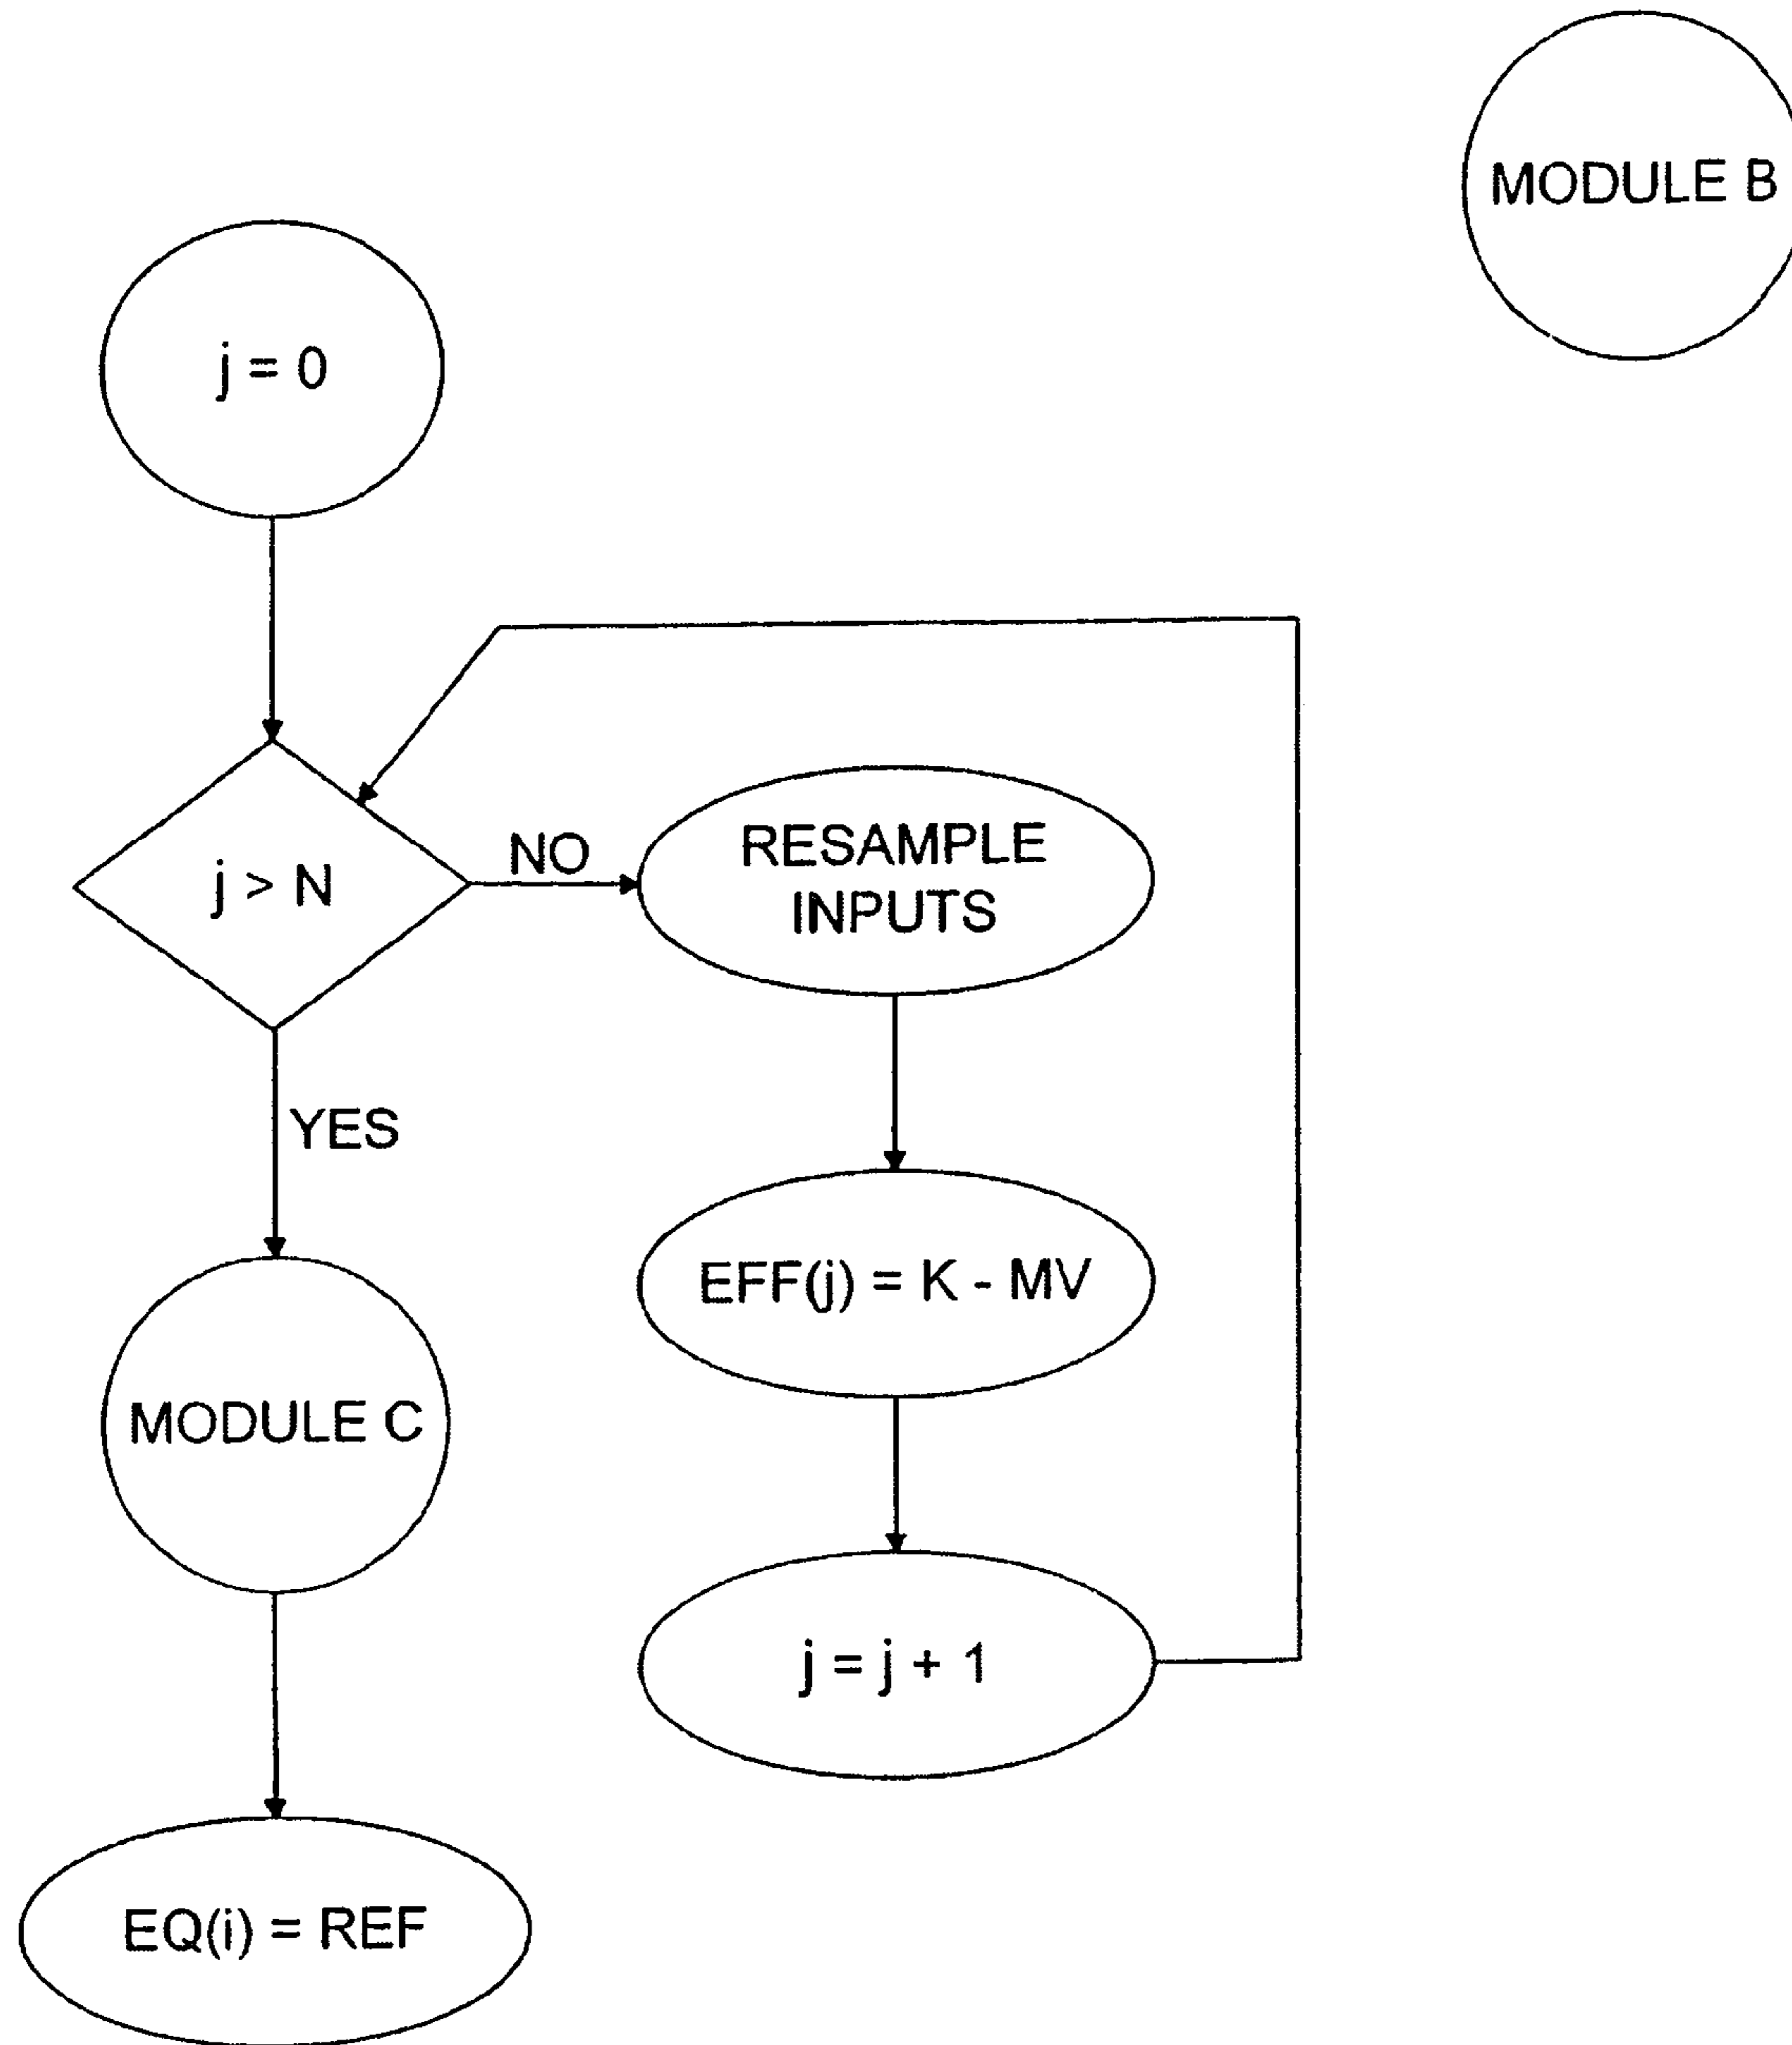 MODULE B
j = 0
j > N
NO
RESAMPLE
INPUTS
YES
EFF(j) = K - MV
MODULE C
j = j + 1
EQ(i) = REF